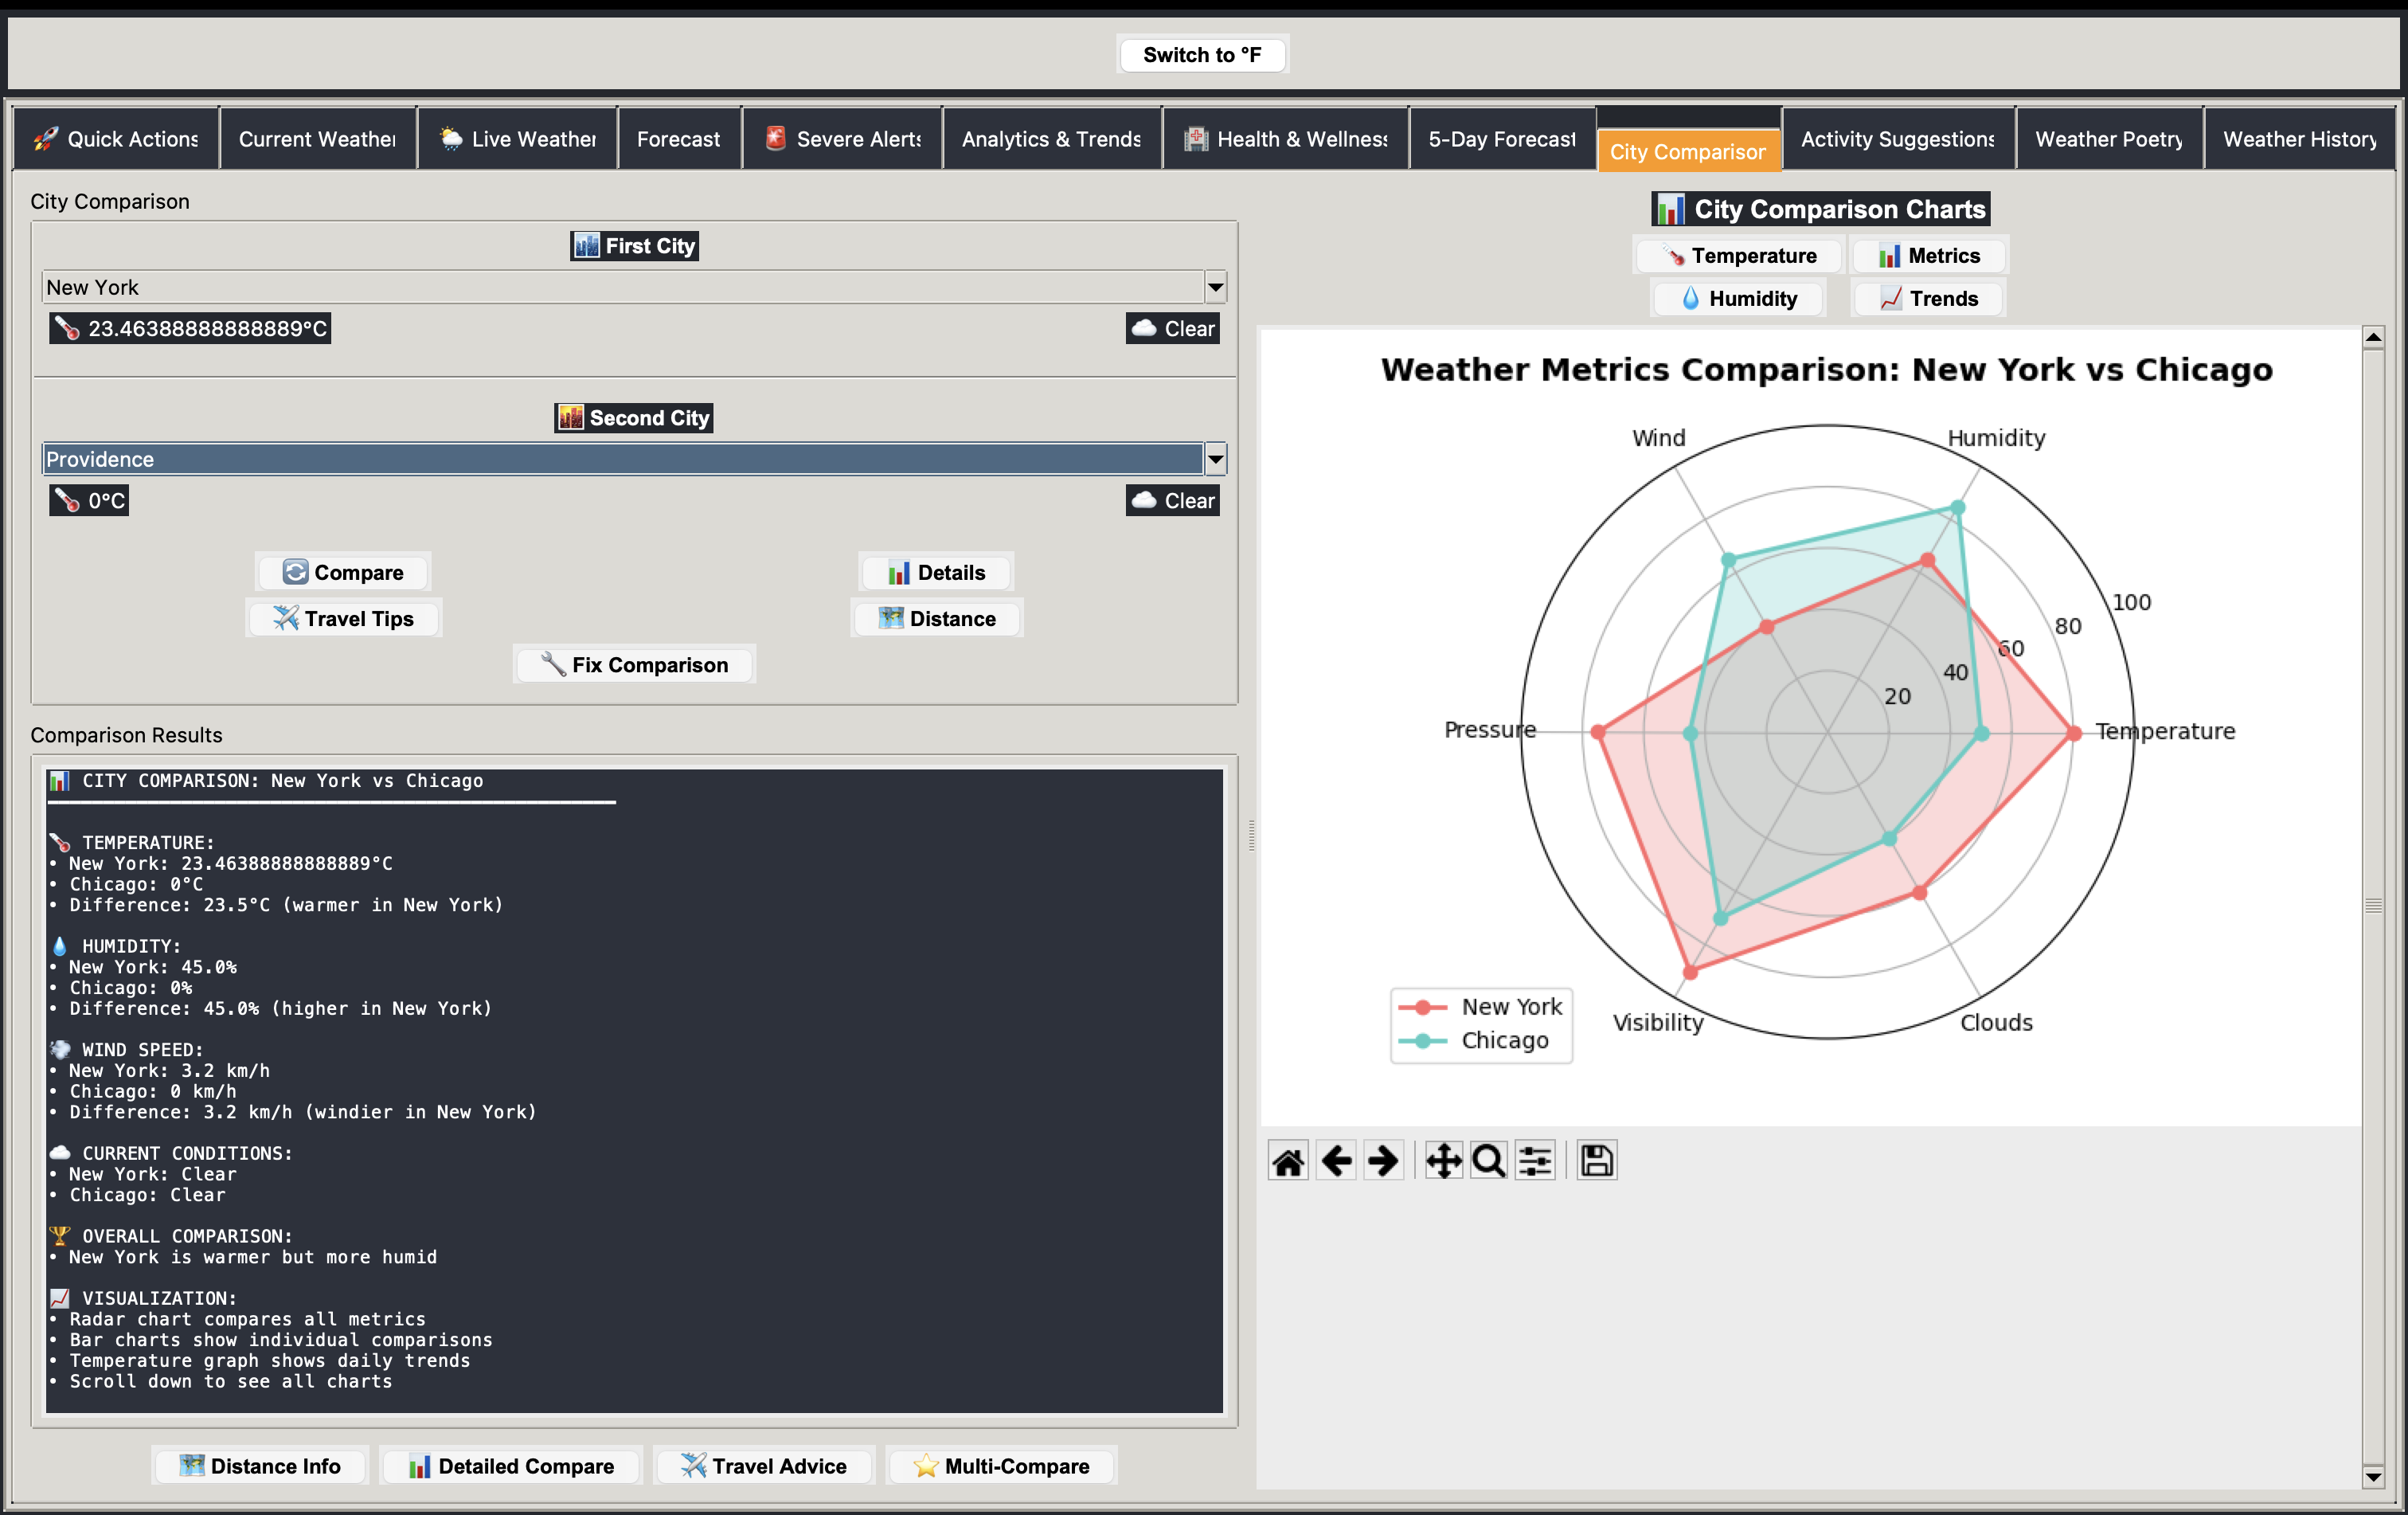 Switch to °F
Quick Actions
Current Weather
Live Weather
Forecast
Severe Alerts
Analytics & Trends
Health & Wellness
5-Day Forecast
City Comparison
Activity Suggestions
Weather Poetry
Weather History
City Comparison
First City
New York
23.46388888888889°C
Clear
Second City
Providence
0°C
Clear
Compare
Details
Travel Tips
Distance
Fix Comparison
Comparison Results
CITY COMPARISON: New York vs Chicago
TEMPERATURE:
• New York: 23.46388888888889°C
• Chicago: 0°C
• Difference: 23.5°C (warmer in New York)
HUMIDITY:
• New York: 45.0%
• Chicago: 0%
• Difference: 45.0% (higher in New York)
WIND SPEED:
• New York: 3.2 km/h
• Chicago: 0 km/h
• Difference: 3.2 km/h (windier in New York)
CURRENT CONDITIONS:
• New York: Clear
• Chicago: Clear
OVERALL COMPARISON:
• New York is warmer but more humid
VISUALIZATION:
• Radar chart compares all metrics
• Bar charts show individual comparisons
• Temperature graph shows daily trends
• Scroll down to see all charts
Distance Info
Detailed Compare
Travel Advice
Multi-Compare
City Comparison Charts
Temperature
Metrics
Humidity
Trends
Weather Metrics Comparison: New York vs Chicago
Wind
Humidity
100
80
60
40
20
Pressure
Temperature
Visibility
Clouds
New York
Chicago